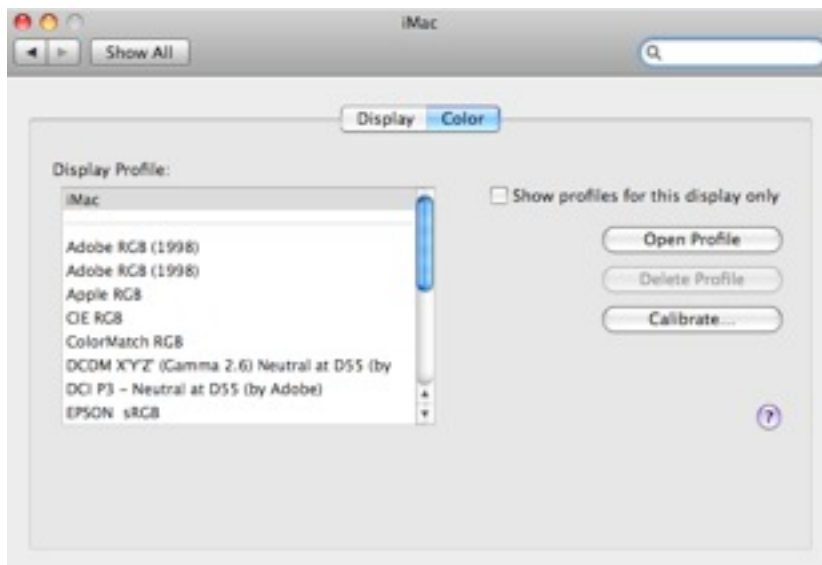 iMac
Show All
Display Color
Display Profile:
iMac
Adobe RGB (1998)
Adobe RGB (1998)
Apple RGB
CIE RGB
ColorMatch RGB
DCDM X'Y'Z' (Gamma 2.6) Neutral at D55 (by
DCI P3 – Neutral at D55 (by Adobe)
EPSON sRGB
Show profiles for this display only
Open Profile
Delete Profile
Calibrate...
?